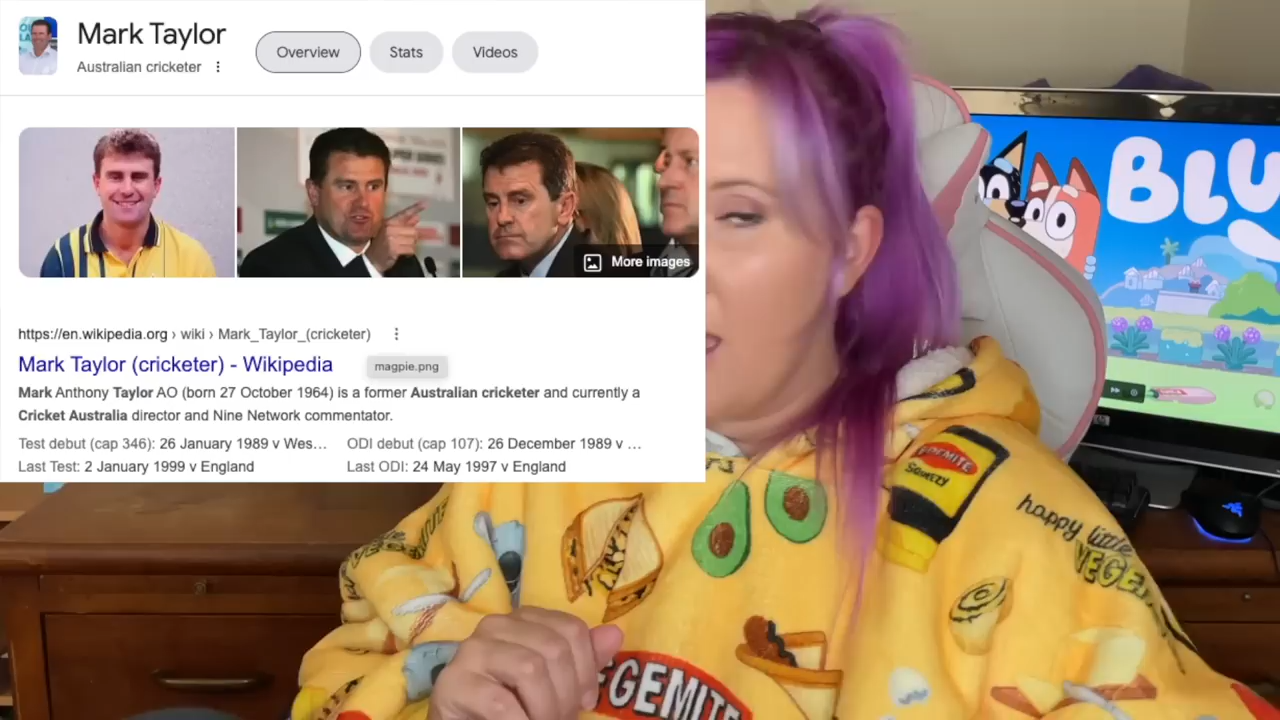 Mark Taylor
Australian cricketer
Overview
Stats
Videos
More images
https://en.wikipedia.org › wiki › Mark_Taylor_(cricketer)
Mark Taylor (cricketer) - Wikipedia
magpie.png
Mark Anthony Taylor AO (born 27 October 1964) is a former Australian cricketer and currently a
Cricket Australia director and Nine Network commentator.
Test debut (cap 346): 26 January 1989 v Wes...
ODI debut (cap 107): 26 December 1989 v ...
Last Test: 2 January 1999 v England
Last ODI: 24 May 1997 v England
BLU
VEGEMITE
SQUEEZY
happy little
VEGE
EGEMITE